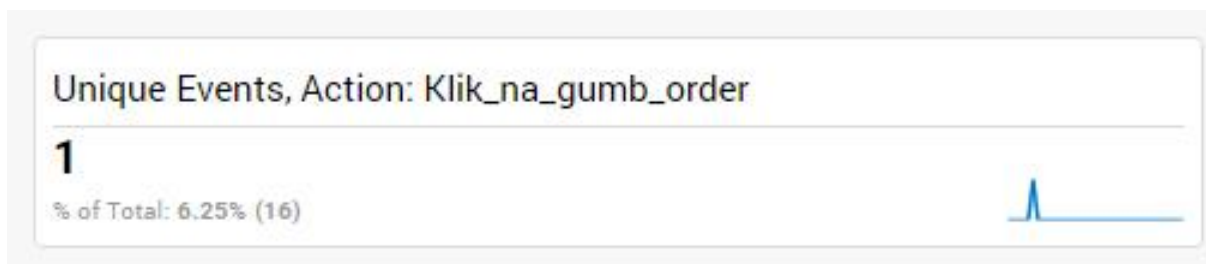 Unique Events, Action: Klik_na_gumb_order
1
% of Total: 6.25% (16)